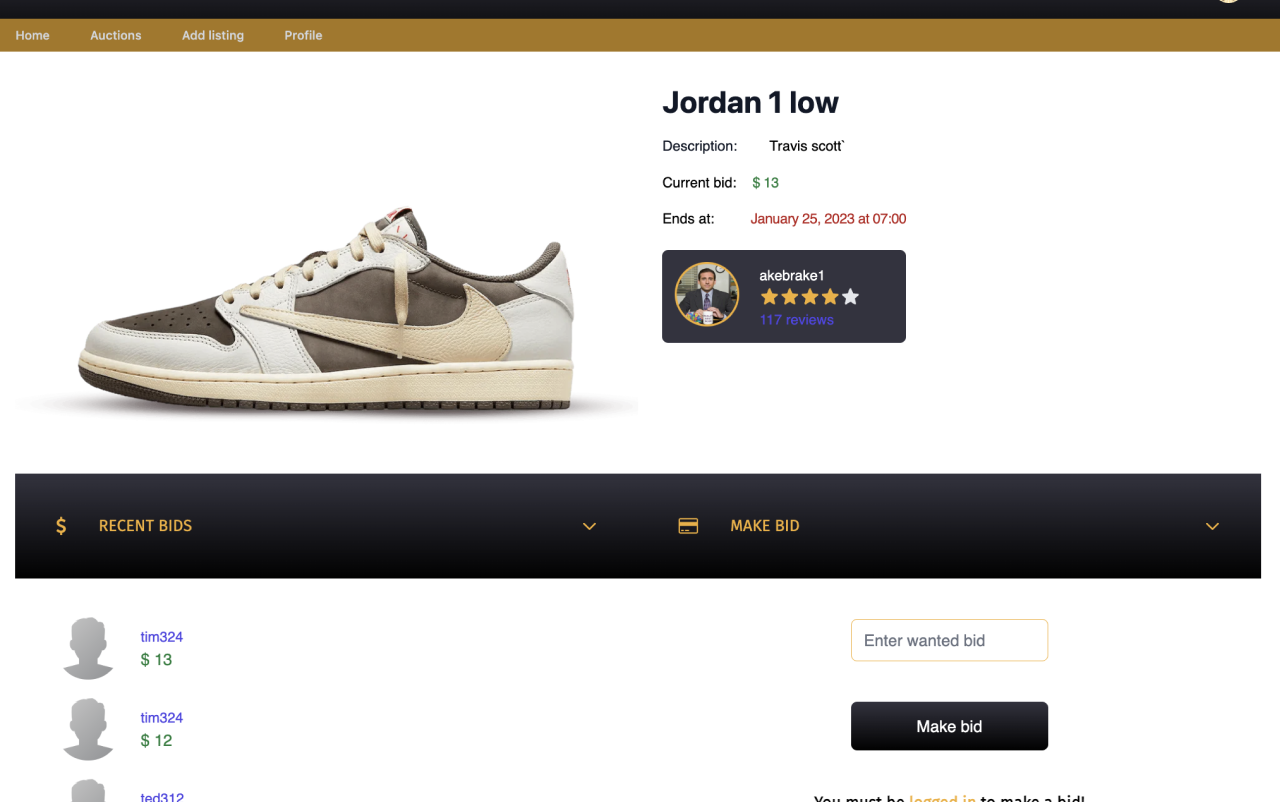 Home Auctions Add listing Profile
Jordan 1 low
Description: Travis scott`
Current bid: $ 13
Ends at: January 25, 2023 at 07:00
akebrake1
117 reviews
RECENT BIDS
MAKE BID
tim324
$ 13
tim324
$ 12
ted312
Enter wanted bid
Make bid
You must be logged in to make a bid!